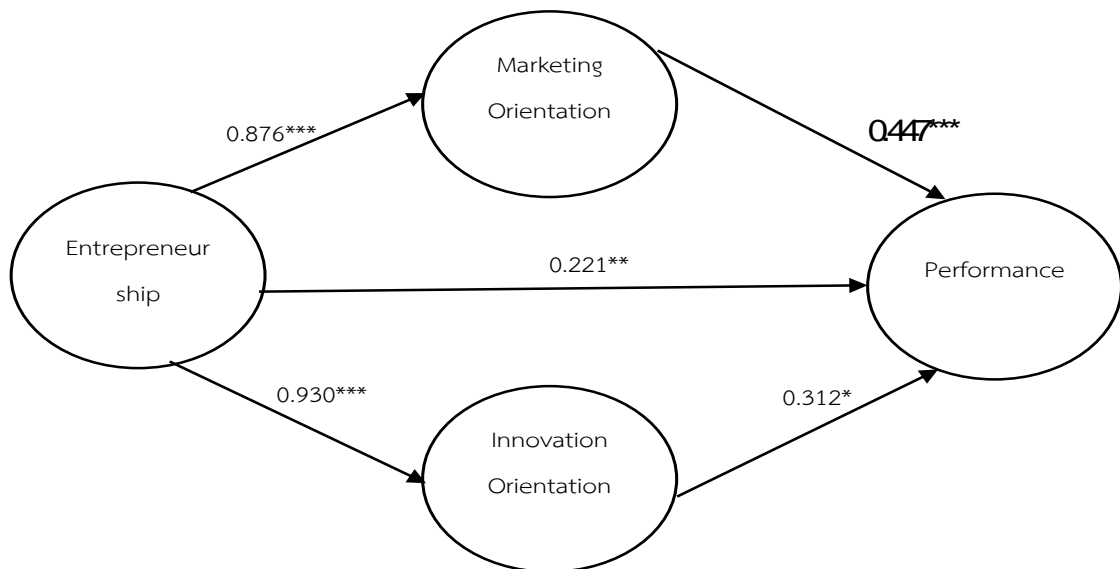 Marketing
Orientation
0.876***
0.447***
Entrepreneur
ship
0.221**
Performance
0.930***
0.312*
Innovation
Orientation